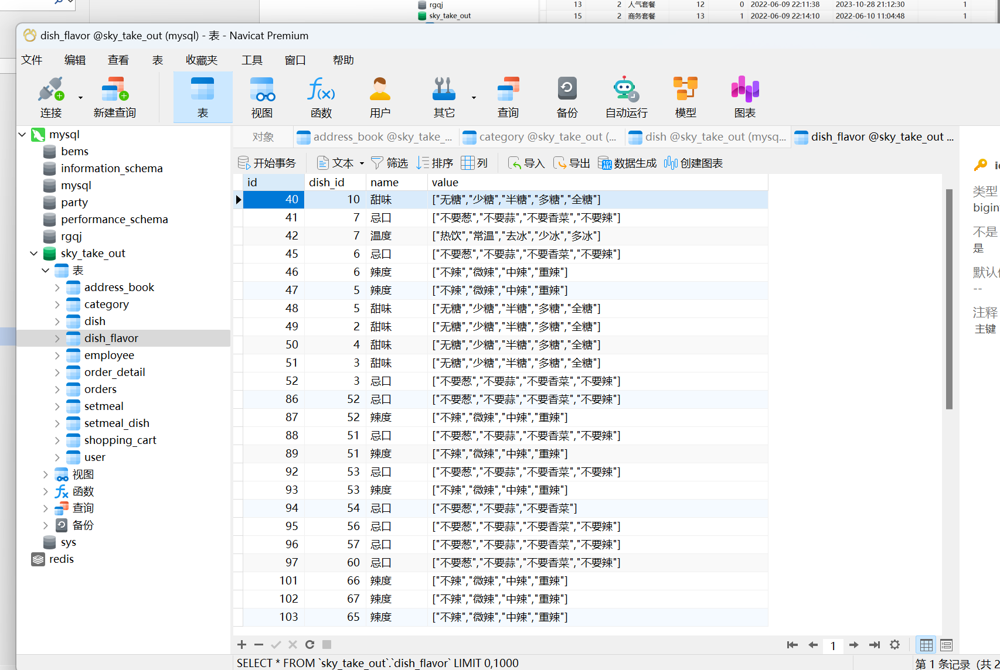 rgqj
13 2 人气套餐 12 0 2022-06-09 22:11:38 2023-10-28 21:12:30 1
sky_take_out
15 2 商务套餐 13 1 2022-06-09 22:14:10 2022-06-10 11:04:48 1
dish_flavor @sky_take_out (mysql) - 表 - Navicat Premium
文件 编辑 查看 表 收藏夹 工具 窗口 帮助
连接 新建查询 表 视图 函数 用户 其它 查询 备份 自动运行 模型 图表
mysql
bems
information_schema
mysql
party
performance_schema
rgqj
sky_take_out
表
address_book
category
dish
dish_flavor
employee
order_detail
orders
setmeal
setmeal_dish
shopping_cart
user
视图
函数
查询
备份
sys
redis
对象 address_book @sky_take_... category @sky_take_out (... dish @sky_take_out (mysq... dish_flavor @sky_take_out ...
开始事务 文本 筛选 排序 列 导入 导出 数据生成 创建图表
id dish_id name value
40 10 甜味 ["无糖","少糖","半糖","多糖","全糖"]
41 7 忌口 ["不要葱","不要蒜","不要香菜","不要辣"]
42 7 温度 ["热饮","常温","去冰","少冰","多冰"]
45 6 忌口 ["不要葱","不要蒜","不要香菜","不要辣"]
46 6 辣度 ["不辣","微辣","中辣","重辣"]
47 5 辣度 ["不辣","微辣","中辣","重辣"]
48 5 甜味 ["无糖","少糖","半糖","多糖","全糖"]
49 2 甜味 ["无糖","少糖","半糖","多糖","全糖"]
50 4 甜味 ["无糖","少糖","半糖","多糖","全糖"]
51 3 甜味 ["无糖","少糖","半糖","多糖","全糖"]
52 3 忌口 ["不要葱","不要蒜","不要香菜","不要辣"]
86 52 忌口 ["不要葱","不要蒜","不要香菜","不要辣"]
87 52 辣度 ["不辣","微辣","中辣","重辣"]
88 51 忌口 ["不要葱","不要蒜","不要香菜","不要辣"]
89 51 辣度 ["不辣","微辣","中辣","重辣"]
92 53 忌口 ["不要葱","不要蒜","不要香菜","不要辣"]
93 53 辣度 ["不辣","微辣","中辣","重辣"]
94 54 忌口 ["不要葱","不要蒜","不要香菜"]
95 56 忌口 ["不要葱","不要蒜","不要香菜","不要辣"]
96 57 忌口 ["不要葱","不要蒜","不要香菜","不要辣"]
97 60 忌口 ["不要葱","不要蒜","不要香菜","不要辣"]
101 66 辣度 ["不辣","微辣","中辣","重辣"]
102 67 辣度 ["不辣","微辣","中辣","重辣"]
103 65 辣度 ["不辣","微辣","中辣","重辣"]
类型
bigin
不是
是
默认
--
注释
主键
1
SELECT * FROM `sky_take_out`.`dish_flavor` LIMIT 0,1000
第 1 条记录 (共 2